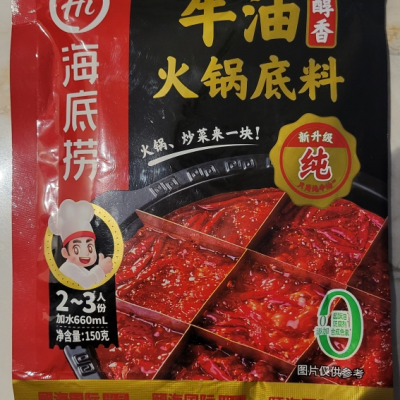 海底捞
醇香
牛油
火锅底料
火锅、炒菜来一块!
新升级
纯
2~3人份
加水660mL
净含量:150克
0
图片仅供参考